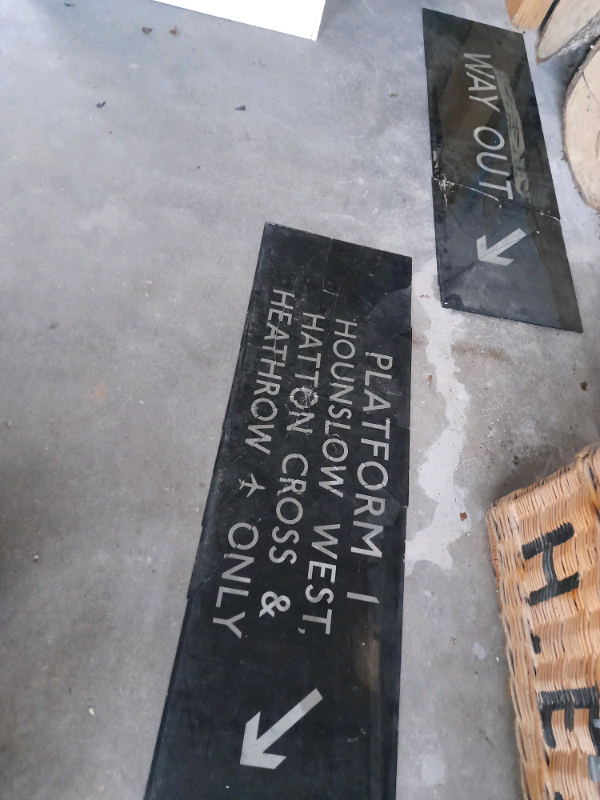 WAY OUT
PLATFORM 1
HOUNSLOW WEST,
HATTON CROSS &
HEATHROW ONLY
H.E